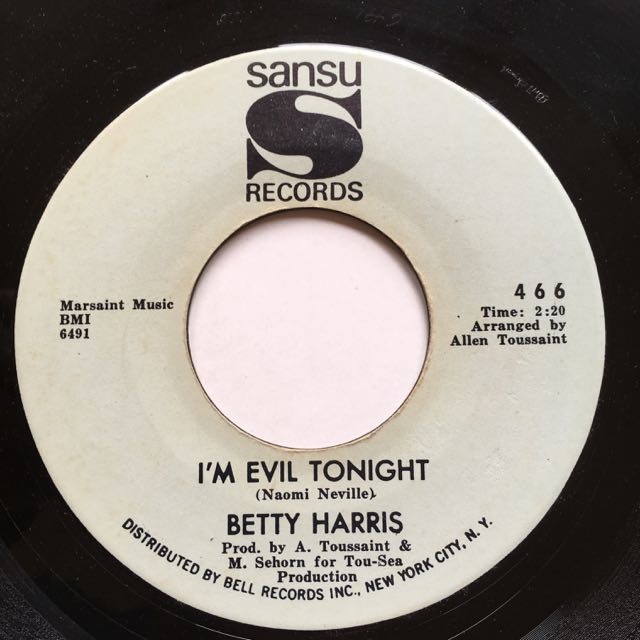 sansu
S
RECORDS
Marsaint Music
BMI
6491
466
Time: 2:20
Arranged by
Allen Toussaint
I'M EVIL TONIGHT
(Naomi Neville)
BETTY HARRIS
Prod. by A. Toussaint &
M. Sehorn for Tou-Sea
Production
DISTRIBUTED BY BELL RECORDS INC., NEW YORK CITY, N.Y.